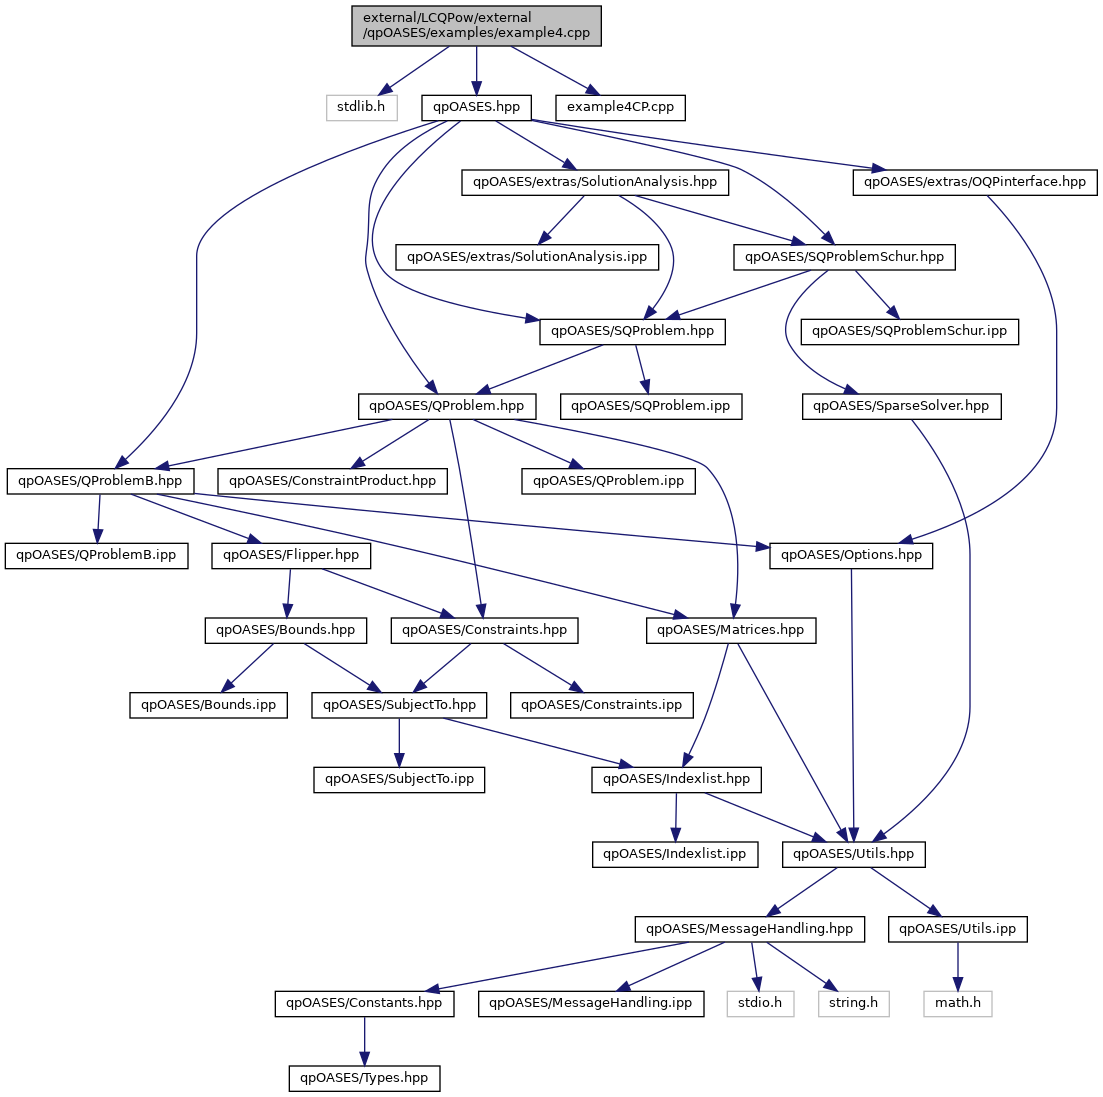 external/LCQPow/external
/qpOASES/examples/example4.cpp
stdlib.h
qpOASES.hpp
example4CP.cpp
qpOASES/extras/SolutionAnalysis.hpp
qpOASES/extras/OQPinterface.hpp
qpOASES/extras/SolutionAnalysis.ipp
qpOASES/SQProblemSchur.hpp
qpOASES/SQProblem.hpp
qpOASES/SQProblemSchur.ipp
qpOASES/QProblem.hpp
qpOASES/SQProblem.ipp
qpOASES/SparseSolver.hpp
qpOASES/QProblemB.hpp
qpOASES/ConstraintProduct.hpp
qpOASES/QProblem.ipp
qpOASES/QProblemB.ipp
qpOASES/Flipper.hpp
qpOASES/Options.hpp
qpOASES/Bounds.hpp
qpOASES/Constraints.hpp
qpOASES/Matrices.hpp
qpOASES/Bounds.ipp
qpOASES/SubjectTo.hpp
qpOASES/Constraints.ipp
qpOASES/SubjectTo.ipp
qpOASES/Indexlist.hpp
qpOASES/Indexlist.ipp
qpOASES/Utils.hpp
qpOASES/MessageHandling.hpp
qpOASES/Utils.ipp
qpOASES/Constants.hpp
qpOASES/MessageHandling.ipp
stdio.h
string.h
math.h
qpOASES/Types.hpp